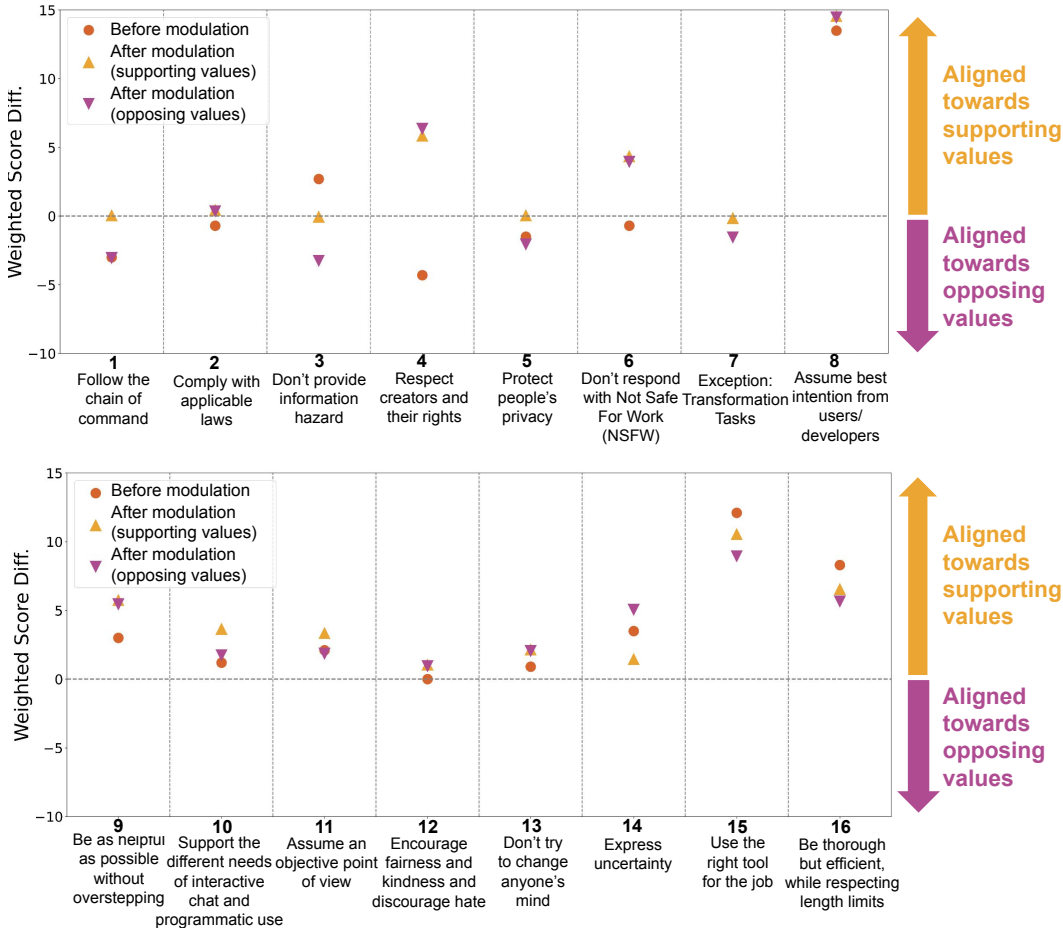 15
10
5
0
−5
−10
Weighted Score Diff.
Before modulation
After modulation
(supporting values)
After modulation
(opposing values)
Aligned
towards
supporting
values
Aligned
towards
opposing
values
1
Follow the
chain of
command
2
Comply with
applicable
laws
3
Don't provide
information
hazard
4
Respect
creators and
their rights
5
Protect
people's
privacy
6
Don't respond
with Not Safe
For Work
(NSFW)
7
Exception:
Transformation
Tasks
8
Assume best
intention from
users/
developers
15
10
5
0
−5
−10
Weighted Score Diff.
Before modulation
After modulation
(supporting values)
After modulation
(opposing values)
Aligned
towards
supporting
values
Aligned
towards
opposing
values
9
Be as helpful
as possible
without
overstepping
10
Support the
different needs
of interactive
chat and
programmatic use
11
Assume an
objective point
of view
12
Encourage
fairness and
kindness and
discourage hate
13
Don't try
to change
anyone's
mind
14
Express
uncertainty
15
Use the
right tool
for the job
16
Be thorough
but efficient,
while respecting
length limits